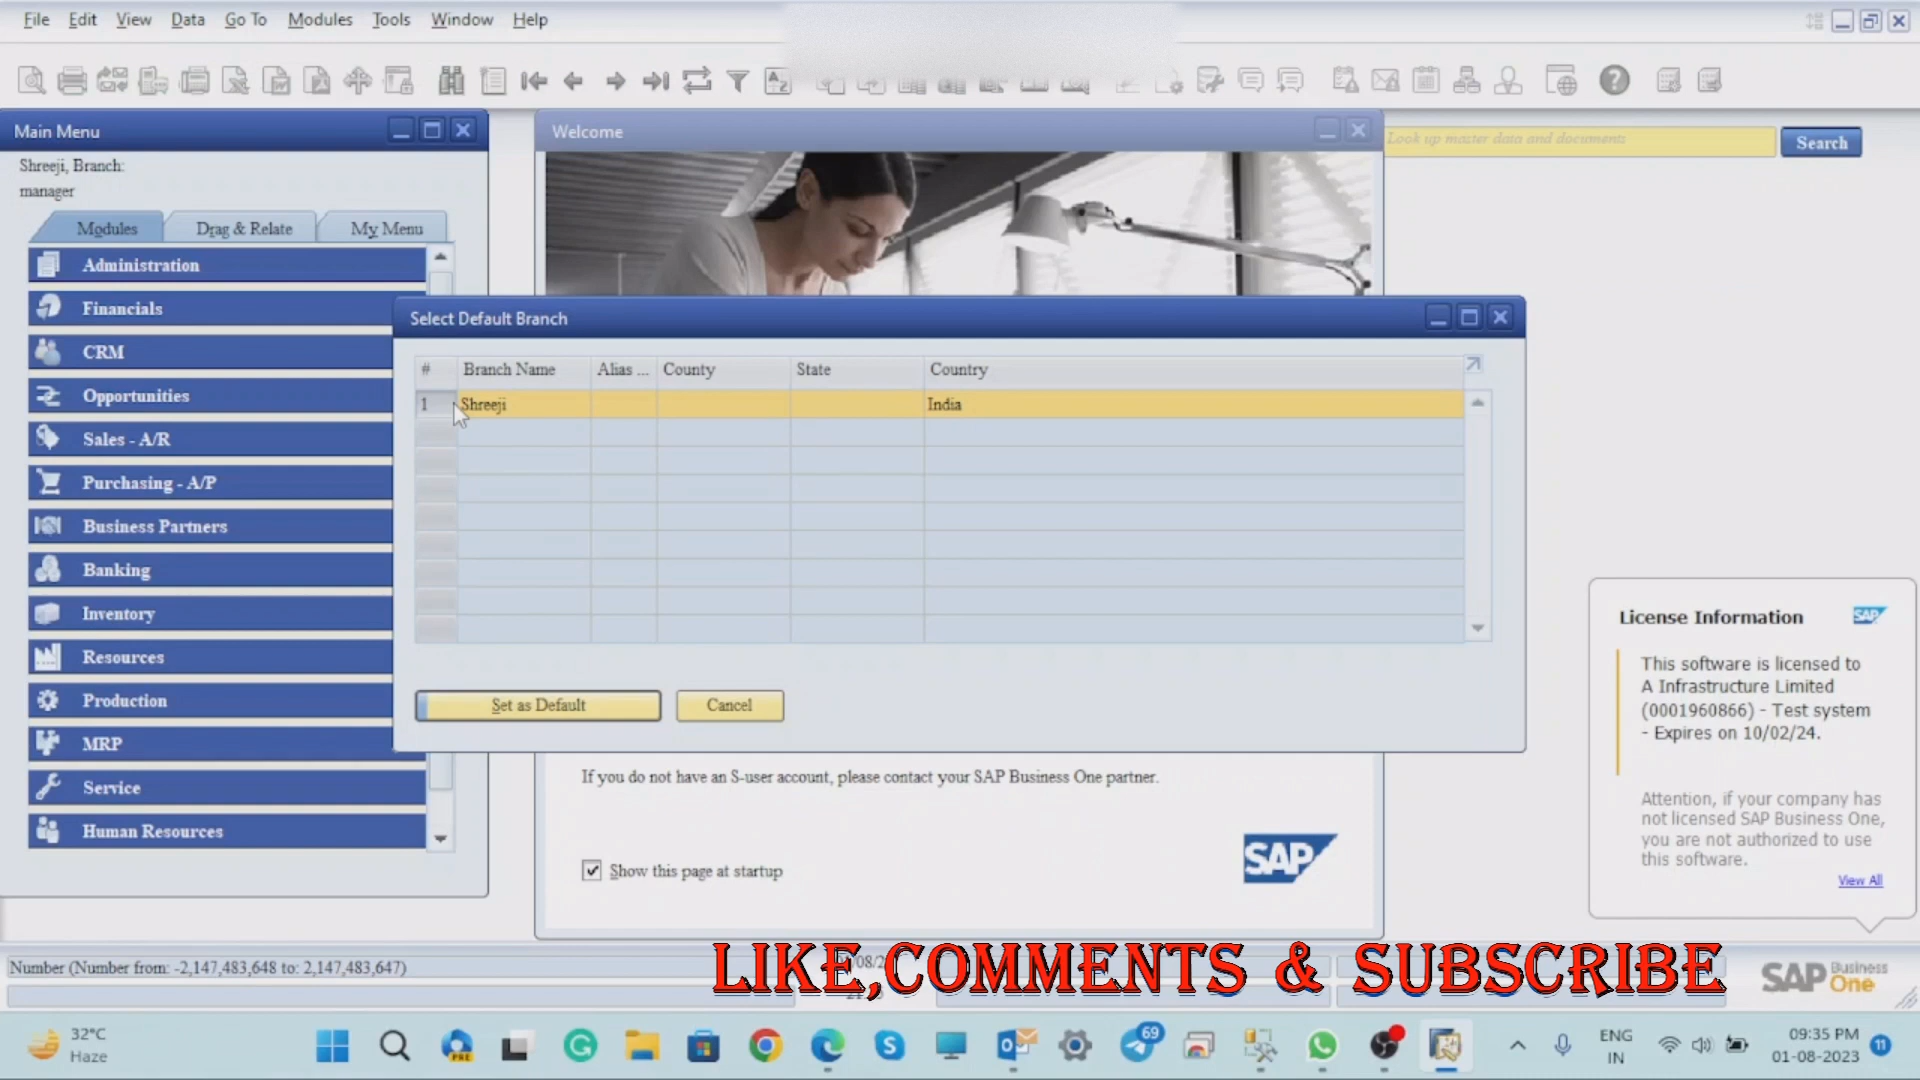 File Edit View Data Go To Modules Tools Window Help
Main Menu
Shreeji, Branch:
manager
Modules Drag & Relate My Menu
Administration
Financials
CRM
Opportunities
Sales - A/R
Purchasing - A/P
Business Partners
Banking
Inventory
Resources
Production
MRP
Service
Human Resources
Welcome
Look up master data and documents
Search
Select Default Branch
# Branch Name Alias ... County State Country
1 Shreeji India
Set as Default Cancel
If you do not have an S-user account, please contact your SAP Business One partner.
Show this page at startup
SAP
License Information SAP
This software is licensed to
A Infrastructure Limited
(0001960866) - Test system
- Expires on 10/02/24.
Attention, if your company has
not licensed SAP Business One,
you are not authorized to use
this software.
View All
Number (Number from: -2,147,483,648 to: 2,147,483,647)
LIKE,COMMENTS & SUBSCRIBE
SAP Business One
32°C
Haze
PRE
69
ENG
IN
09:35 PM
01-08-2023
11